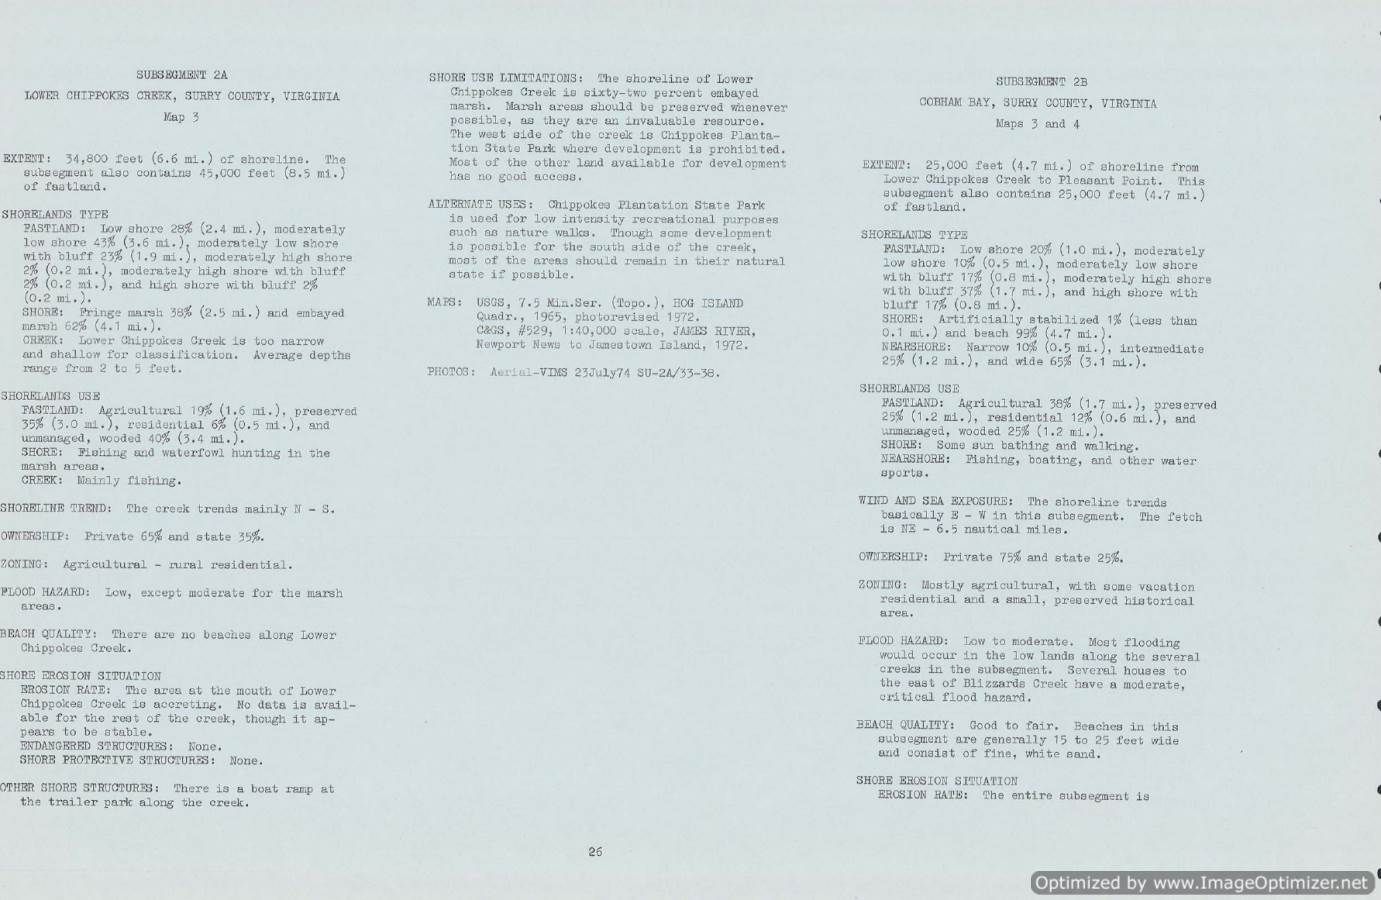 SUBSEGMENT 2A
LOWER CHIPPOKES CREEK, SURRY COUNTY, VIRGINIA
Map 3
EXTENT: 34,800 feet (6.6 mi.) of shoreline. The
subsegment also contains 45,000 feet (8.5 mi.)
of fastland.
SHORELANDS TYPE
FASTLAND: Low shore 28% (2.4 mi.), moderately
low shore 43% (3.6 mi.), moderately low shore
with bluff 23% (1.9 mi.), moderately high shore
2% (0.2 mi.), moderately high shore with bluff
2% (0.2 mi.), and high shore with bluff 2%
(0.2 mi.).
SHORE: Fringe marsh 38% (2.5 mi.) and embayed
marsh 62% (4.1 mi.).
CREEK: Lower Chippokes Creek is too narrow
and shallow for classification. Average depths
range from 2 to 5 feet.
SHORELANDS USE
FASTLAND: Agricultural 19% (1.6 mi.), preserved
35% (3.0 mi.), residential 6% (0.5 mi.), and
unmanaged, wooded 40% (3.4 mi.).
SHORE: Fishing and waterfowl hunting in the
marsh areas.
CREEK: Mainly fishing.
SHORELINE TREND: The creek trends mainly N - S.
OWNERSHIP: Private 65% and state 35%.
ZONING: Agricultural - rural residential.
FLOOD HAZARD: Low, except moderate for the marsh
areas.
BEACH QUALITY: There are no beaches along Lower
Chippokes Creek.
SHORE EROSION SITUATION
EROSION RATE: The area at the mouth of Lower
Chippokes Creek is accreting. No data is avail-
able for the rest of the creek, though it ap-
pears to be stable.
ENDANGERED STRUCTURES: None.
SHORE PROTECTIVE STRUCTURES: None.
OTHER SHORE STRUCTURES: There is a boat ramp at
the trailer park along the creek.
SHORE USE LIMITATIONS: The shoreline of Lower
Chippokes Creek is sixty-two percent embayed
marsh. Marsh areas should be preserved whenever
possible, as they are an invaluable resource.
The west side of the creek is Chippokes Planta-
tion State Park where development is prohibited.
Most of the other land available for development
has no good access.
ALTERNATE USES: Chippokes Plantation State Park
is used for low intensity recreational purposes
such as nature walks. Though some development
is possible for the south side of the creek,
most of the areas should remain in their natural
state if possible.
MAPS: USGS, 7.5 Min.Ser. (Topo.), HOG ISLAND
Quadr., 1965, photorevised 1972.
C&GS, #529, 1:40,000 scale, JAMES RIVER,
Newport News to Jamestown Island, 1972.
PHOTOS: Aerial-VIMS 23July74 SU-2A/33-38.
SUBSEGMENT 2B
COBHAM BAY, SURRY COUNTY, VIRGINIA
Maps 3 and 4
EXTENT: 25,000 feet (4.7 mi.) of shoreline from
Lower Chippokes Creek to Pleasant Point. This
subsegment also contains 25,000 feet (4.7 mi.)
of fastland.
SHORELANDS TYPE
FASTLAND: Low shore 20% (1.0 mi.), moderately
low shore 10% (0.5 mi.), moderately low shore
with bluff 17% (0.8 mi.), moderately high shore
with bluff 37% (1.7 mi.), and high shore with
bluff 17% (0.8 mi.).
SHORE: Artificially stabilized 1% (less than
0.1 mi.) and beach 99% (4.7 mi.).
NEARSHORE: Narrow 10% (0.5 mi.), intermediate
25% (1.2 mi.), and wide 65% (3.1 mi.).
SHORELANDS USE
FASTLAND: Agricultural 38% (1.7 mi.), preserved
25% (1.2 mi.), residential 12% (0.6 mi.), and
unmanaged, wooded 25% (1.2 mi.).
SHORE: Some sun bathing and walking.
NEARSHORE: Fishing, boating, and other water
sports.
WIND AND SEA EXPOSURE: The shoreline trends
basically E - W in this subsegment. The fetch
is NE - 6.5 nautical miles.
OWNERSHIP: Private 75% and state 25%.
ZONING: Mostly agricultural, with some vacation
residential and a small, preserved historical
area.
FLOOD HAZARD: Low to moderate. Most flooding
would occur in the low lands along the several
creeks in the subsegment. Several houses to
the east of Blizzards Creek have a moderate,
critical flood hazard.
BEACH QUALITY: Good to fair. Beaches in this
subsegment are generally 15 to 25 feet wide
and consist of fine, white sand.
SHORE EROSION SITUATION
EROSION RATE: The entire subsegment is
26
Optimized by www.ImageOptimizer.net